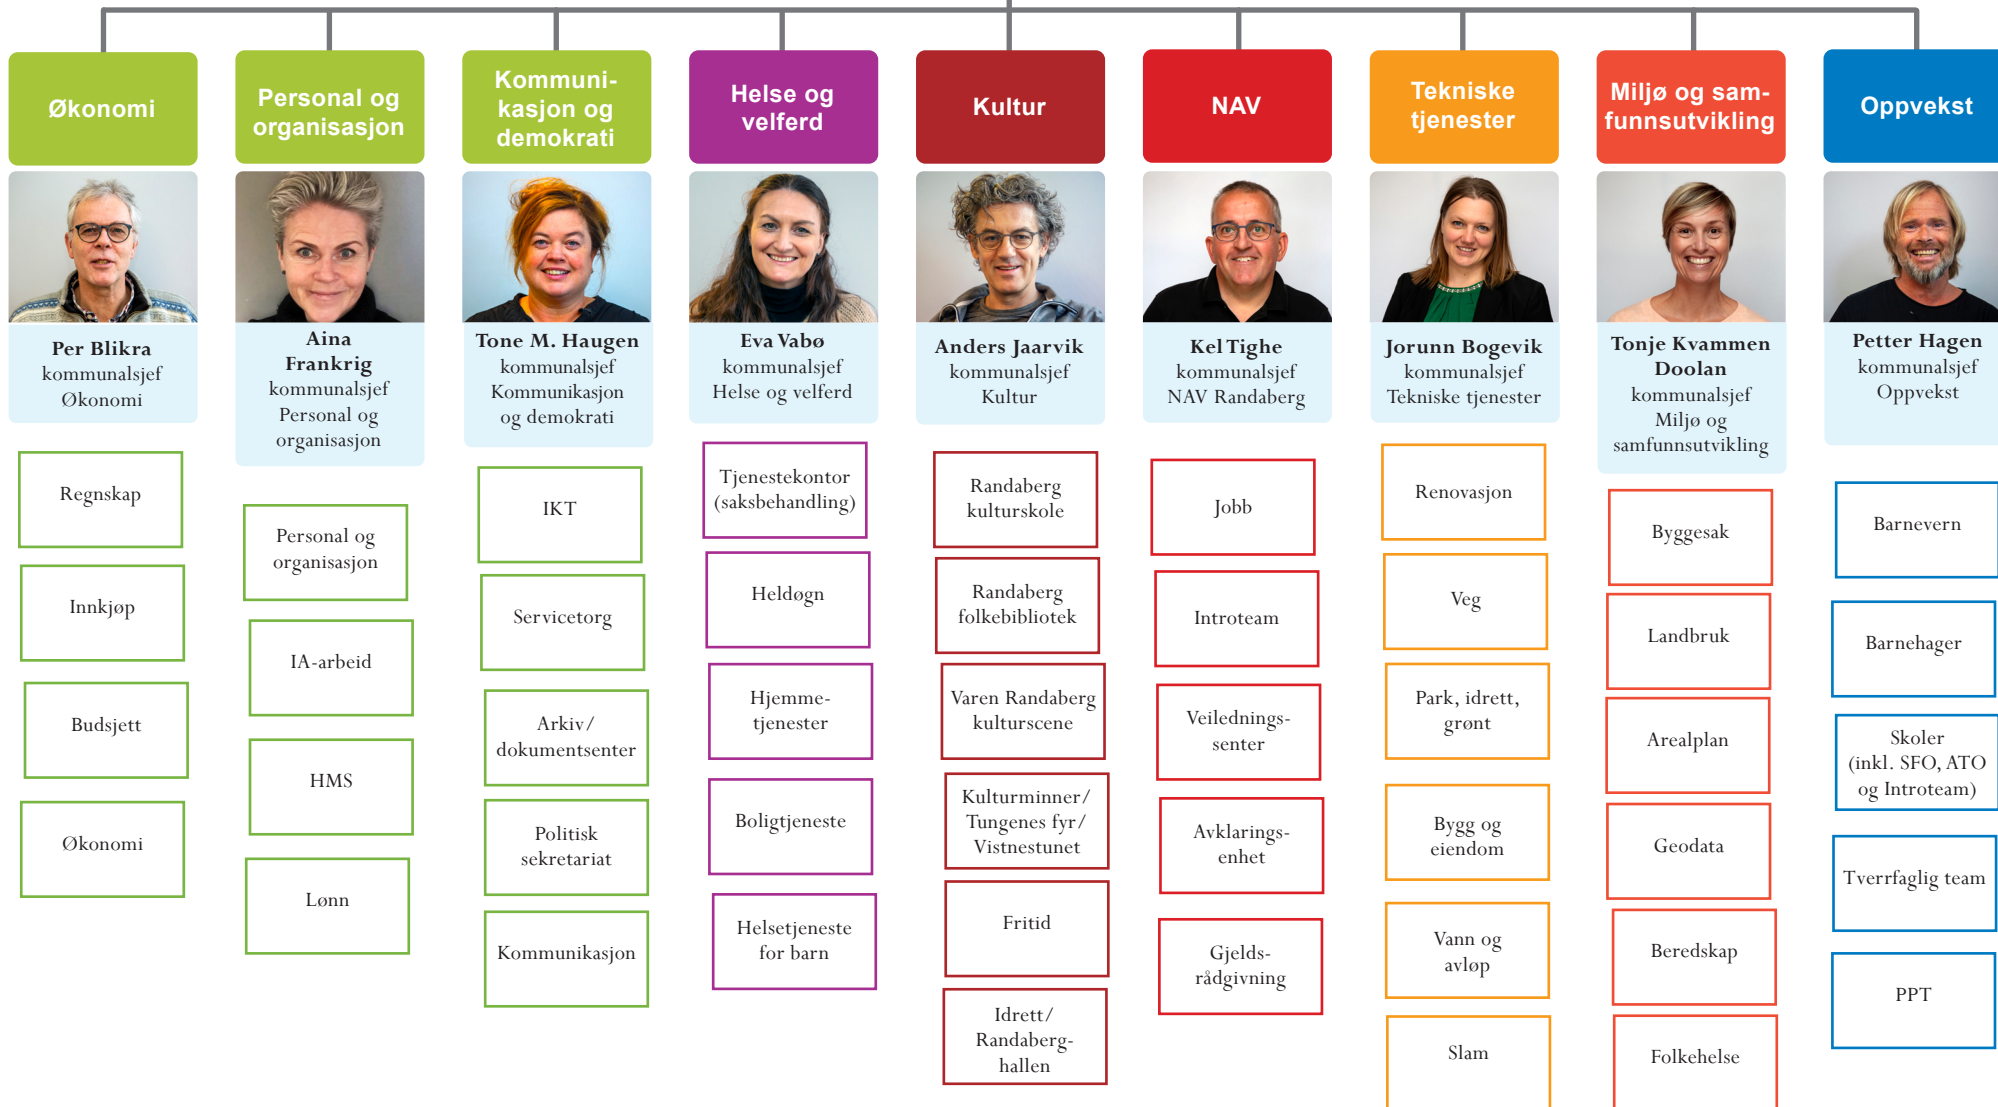 Økonomi
Per Blikra
kommunalsjef
Økonomi
Regnskap
Innkjøp
Budsjett
Økonomi
Personal og
organisasjon
Aina
Frankrig
kommunalsjef
Personal og
organisasjon
Personal og
organisasjon
IA-arbeid
HMS
Lønn
Kommuni-
kasjon og
demokrati
Tone M. Haugen
kommunalsjef
Kommunikasjon
og demokrati
IKT
Servicetorg
Arkiv/
dokumentsenter
Politisk
sekretariat
Kommunikasjon
Helse og
velferd
Eva Vabø
kommunalsjef
Helse og velferd
Tjenestekontor
(saksbehandling)
Heldøgn
Hjemme-
tjenester
Boligtjeneste
Helsetjeneste
for barn
Kultur
Anders Jaarvik
kommunalsjef
Kultur
Randaberg
kulturskole
Randaberg
folkebibliotek
Varen Randaberg
kulturscene
Kulturminner/
Tungenes fyr/
Vistnestunet
Fritid
Idrett/
Randaberg-
hallen
NAV
Kel Tighe
kommunalsjef
NAV Randaberg
Jobb
Introteam
Veilednings-
senter
Avklarings-
enhet
Gjelds-
rådgivning
Tekniske
tjenester
Jorunn Bogevik
kommunalsjef
Tekniske tjenester
Renovasjon
Veg
Park, idrett,
grønt
Bygg og
eiendom
Vann og
avløp
Slam
Miljø og sam-
funnsutvikling
Tonje Kvammen
Doolan
kommunalsjef
Miljø og
samfunnsutvikling
Byggesak
Landbruk
Arealplan
Geodata
Beredskap
Folkehelse
Oppvekst
Petter Hagen
kommunalsjef
Oppvekst
Barnevern
Barnehager
Skoler
(inkl. SFO, ATO
og Introteam)
Tverrfaglig team
PPT